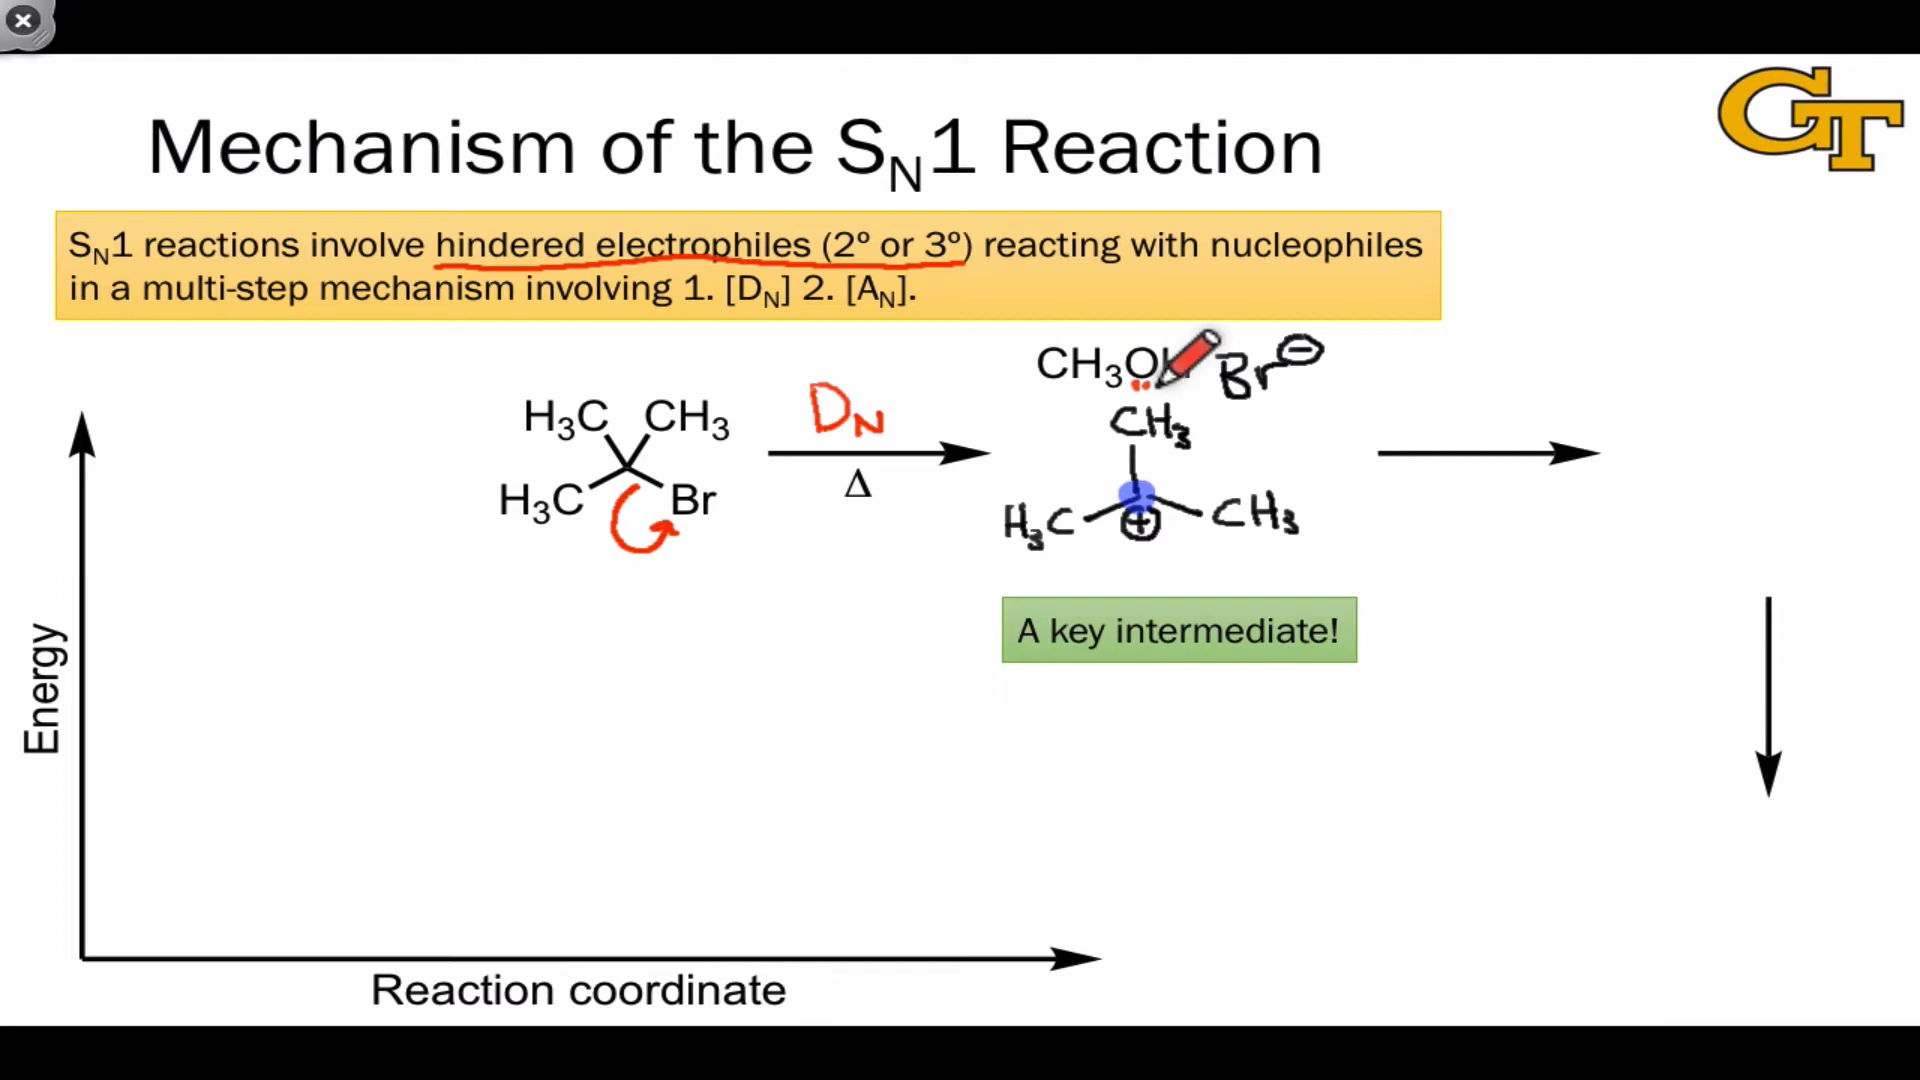 GT
Mechanism of the SN1 Reaction
SN1 reactions involve hindered electrophiles (2º or 3º) reacting with nucleophiles
in a multi-step mechanism involving 1. [DN] 2. [AN].
H3C CH3
H3C Br
DN
Δ
CH3O Br⊖
CH3
H3C ⊕ CH3
A key intermediate!
Energy
Reaction coordinate